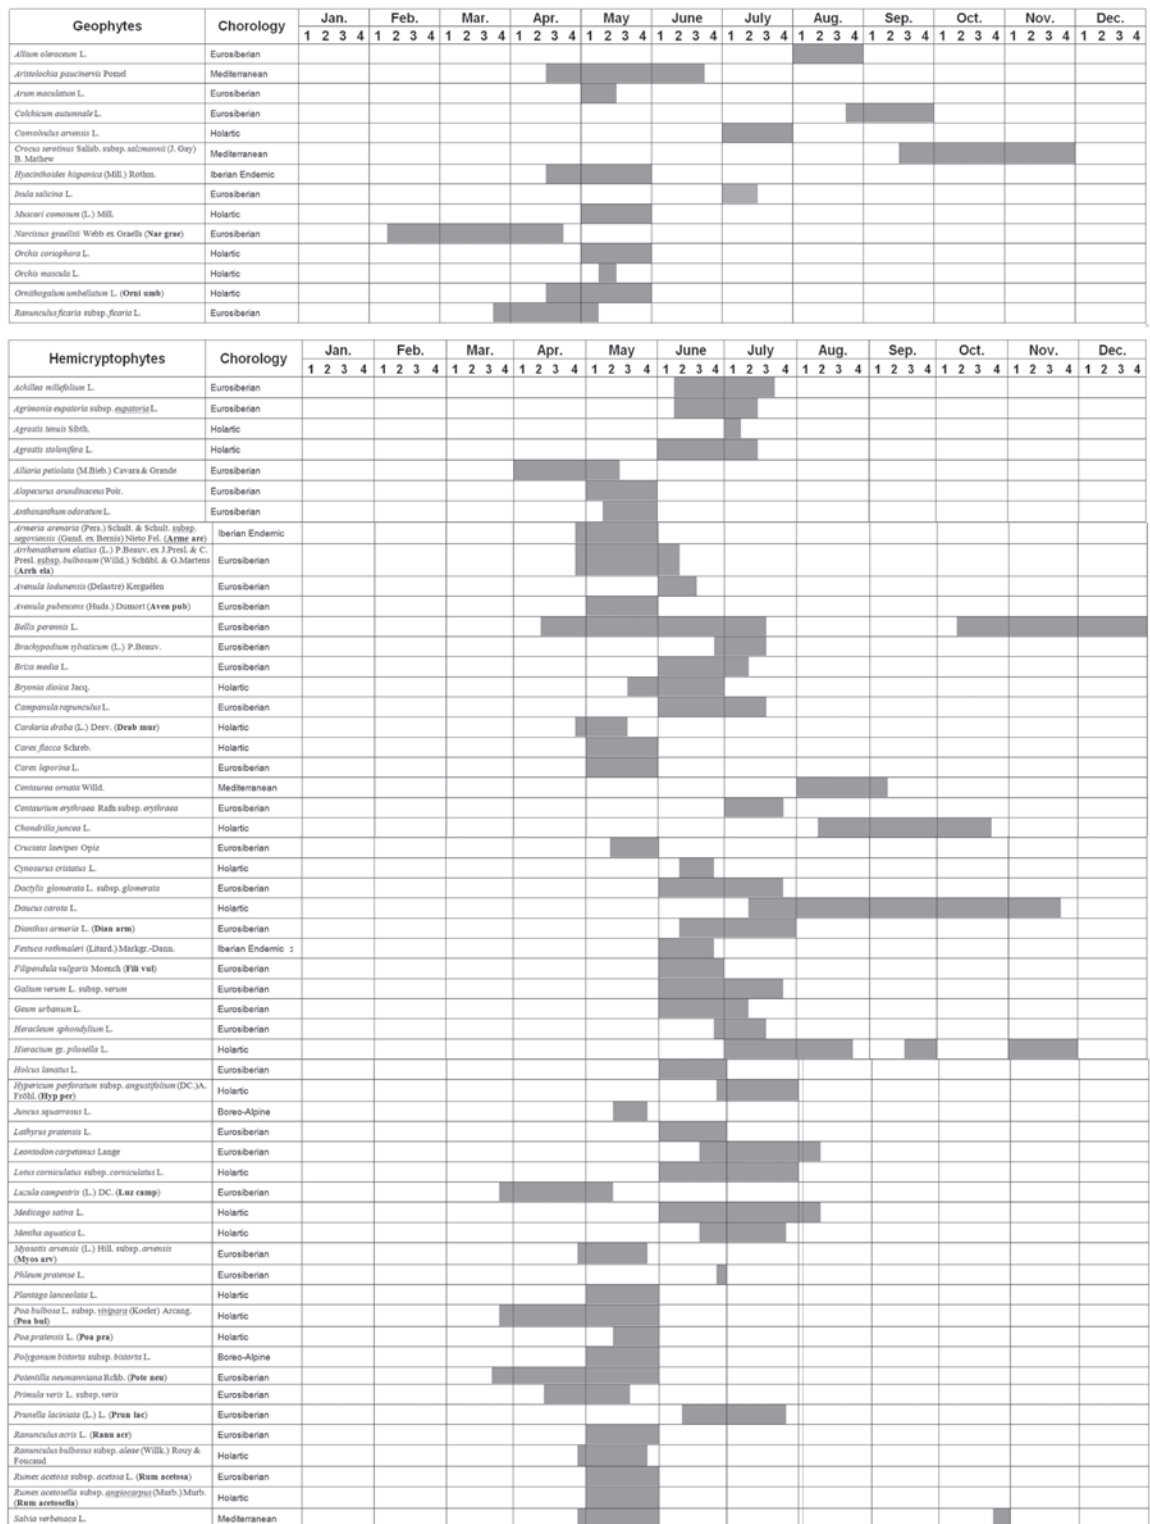 Geophytes Chorology Jan. Feb. Mar. Apr. May June July Aug. Sep. Oct. Nov. Dec.
1 2 3 4 1 2 3 4 1 2 3 4 1 2 3 4 1 2 3 4 1 2 3 4 1 2 3 4 1 2 3 4 1 2 3 4 1 2 3 4 1 2 3 4 1 2 3 4
Allium oleraceum L. Eurosiberian
Aristolochia paucinervis Pomel Mediterranean
Arum maculatum L. Eurosiberian
Colchicum autumnale L. Eurosiberian
Convolvulus arvensis L. Holartic
Crocus serotinus Salisb. subsp. salzmannii (J. Gay)
B. Mathew Mediterranean
Hyacinthoides hispanica (Mill.) Rothm. Iberian Endemic
Inula salicina L. Eurosiberian
Muscari comosum (L.) Mill. Holartic
Narcissus graellsii Webb ex Graells (Nar grae) Eurosiberian
Orchis coriophora L. Holartic
Orchis mascula L. Holartic
Ornithogalum umbellatum L. (Orni umb) Holartic
Ranunculus ficaria subsp. ficaria L. Eurosiberian
Hemicryptophytes Chorology Jan. Feb. Mar. Apr. May June July Aug. Sep. Oct. Nov. Dec.
1 2 3 4 1 2 3 4 1 2 3 4 1 2 3 4 1 2 3 4 1 2 3 4 1 2 3 4 1 2 3 4 1 2 3 4 1 2 3 4 1 2 3 4 1 2 3 4
Achillea millefolium L. Eurosiberian
Agrimonia eupatoria subsp. eupatoria L. Eurosiberian
Agrostis tenuis Sibth. Holartic
Agrostis stolonifera L. Holartic
Alliaria petiolata (M.Bieb.) Cavara & Grande Eurosiberian
Alopecurus arundinaceus Poir. Eurosiberian
Anthoxanthum odoratum L. Eurosiberian
Armeria arenaria (Pers.) Schult. & Schult. subsp.
segoviensis (Gand. ex Bernis) Nieto Fel. (Arme are) Iberian Endemic
Arrhenatherum elatius (L.) P.Beauv. ex J.Presl. & C.
Presl. subsp. bulbosum (Willd.) Schübl. & G.Martens Eurosiberian
(Arrh ela)
Avenula lodunensis (Delastre) Kerguélen Eurosiberian
Avenula pubescens (Huds.) Dumort (Aven pub) Eurosiberian
Bellis perennis L. Eurosiberian
Brachypodium sylvaticum (L.) P.Beauv. Eurosiberian
Briza media L. Eurosiberian
Bryonia dioica Jacq. Holartic
Campanula rapunculus L. Eurosiberian
Cardaria draba (L.) Desv. (Drab mur) Holartic
Carex flacca Schreb. Holartic
Carex leporina L. Eurosiberian
Centaurea ornata Willd. Mediterranean
Centaurium erythraea Rafn subsp. erythraea Eurosiberian
Chondrilla juncea L. Holartic
Cruciata laevipes Opiz Eurosiberian
Cynosurus cristatus L. Holartic
Dactylis glomerata L. subsp. glomerata Eurosiberian
Daucus carota L. Holartic
Dianthus armeria L. (Dian arm) Eurosiberian
Festuca rothmaleri (Litard.) Markgr.-Dann. Iberian Endemic
Filipendula vulgaris Moench (Fili vul) Eurosiberian
Galium verum L. subsp. verum Eurosiberian
Geum urbanum L. Eurosiberian
Heracleum sphondylium L. Eurosiberian
Hieracium gr. pilosella L. Holartic
Holcus lanatus L. Eurosiberian
Hypericum perforatum subsp. angustifolium (DC.)A.
Fröhl. (Hyp per) Holartic
Juncus squarrosus L. Boreo-Alpine
Lathyrus pratensis L. Eurosiberian
Leontodon carpetanus Lange Eurosiberian
Lotus corniculatus subsp. corniculatus L. Holartic
Luzula campestris (L.) DC. (Luz camp) Eurosiberian
Medicago sativa L. Holartic
Mentha aquatica L. Holartic
Myosotis arvensis (L.) Hill. subsp. arvensis
(Myos arv) Eurosiberian
Phleum pratense L. Eurosiberian
Plantago lanceolata L. Holartic
Poa bulbosa L. subsp. vivipara (Koeler) Arcang.
(Poa bul) Holartic
Poa pratensis L. (Poa pra) Holartic
Polygonum bistorta subsp. bistorta L. Boreo-Alpine
Potentilla neumanniana Rchb. (Pote neu) Eurosiberian
Primula veris L. subsp. veris Eurosiberian
Prunella laciniata (L.) L. (Prun lac) Eurosiberian
Ranunculus acris L. (Ranu acr) Eurosiberian
Ranunculus bulbosus subsp. aleae (Willk.) Rouy &
Foucaud Holartic
Rumex acetosa subsp. acetosa L. (Rum acetosa) Eurosiberian
Rumex acetosella subsp. angiocarpus (Murb.) Murb.
(Rum acetosella) Holartic
Salvia verbenaca L. Mediterranean